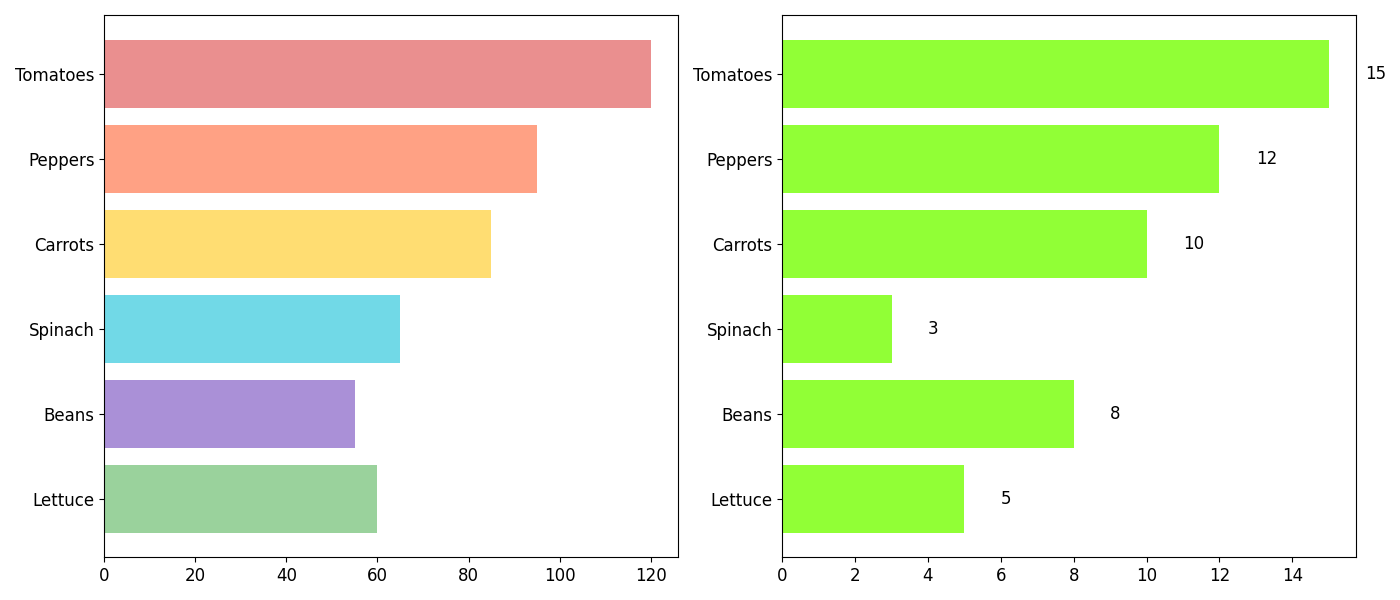 Tomatoes
Peppers
Carrots
Spinach
Beans
Lettuce
0 20 40 60 80 100 120
Tomatoes 15
Peppers 12
Carrots 10
Spinach 3
Beans 8
Lettuce 5
0 2 4 6 8 10 12 14